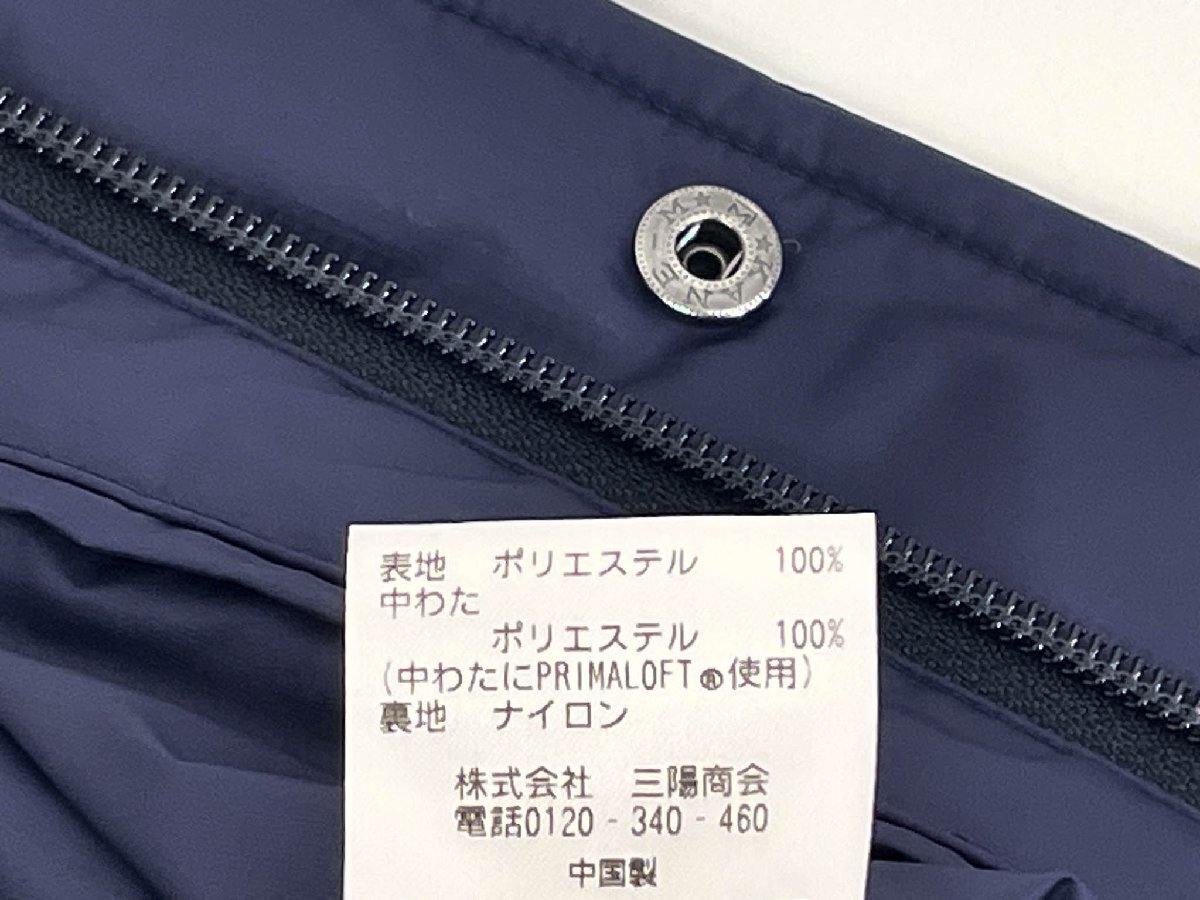 M★M★KANE-I
表地 ポリエステル 100%
中わた
ポリエステル 100%
(中わたにPRIMALOFT®使用)
裏地 ナイロン
株式会社 三陽商会
電話0120-340-460
中国製